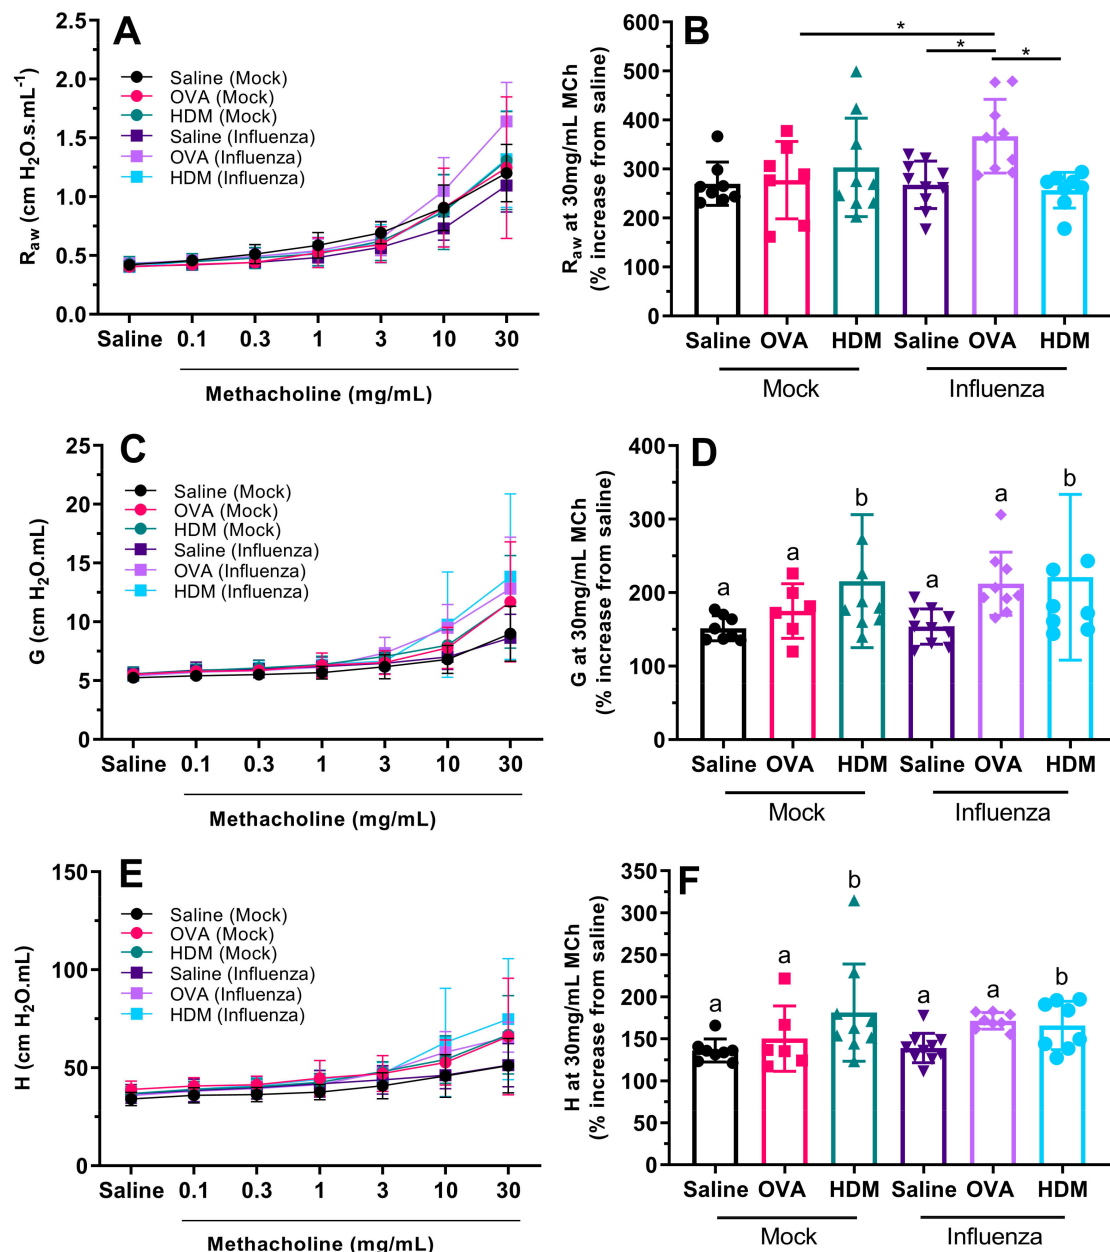 A
2.5
2.0
1.5
1.0
0.5
0.0
Raw (cm H2O.s.mL-1)
Saline (Mock)
OVA (Mock)
HDM (Mock)
Saline (Influenza)
OVA (Influenza)
HDM (Influenza)
Saline 0.1 0.3 1 3 10 30
Methacholine (mg/mL)
B
600
500
400
300
200
100
0
Raw at 30mg/mL MCh
(% increase from saline)
*
*
*
Saline OVA HDM Saline OVA HDM
Mock Influenza
C
25
20
15
10
5
0
G (cm H2O.mL)
Saline (Mock)
OVA (Mock)
HDM (Mock)
Saline (Influenza)
OVA (Influenza)
HDM (Influenza)
Saline 0.1 0.3 1 3 10 30
Methacholine (mg/mL)
D
400
300
200
100
0
G at 30mg/mL MCh
(% increase from saline)
a a b a a b
Saline OVA HDM Saline OVA HDM
Mock Influenza
E
150
100
50
0
H (cm H2O.mL)
Saline (Mock)
OVA (Mock)
HDM (Mock)
Saline (Influenza)
OVA (Influenza)
HDM (Influenza)
Saline 0.1 0.3 1 3 10 30
Methacholine (mg/mL)
F
350
300
250
200
150
100
50
0
H at 30mg/mL MCh
(% increase from saline)
a a b a a b
Saline OVA HDM Saline OVA HDM
Mock Influenza